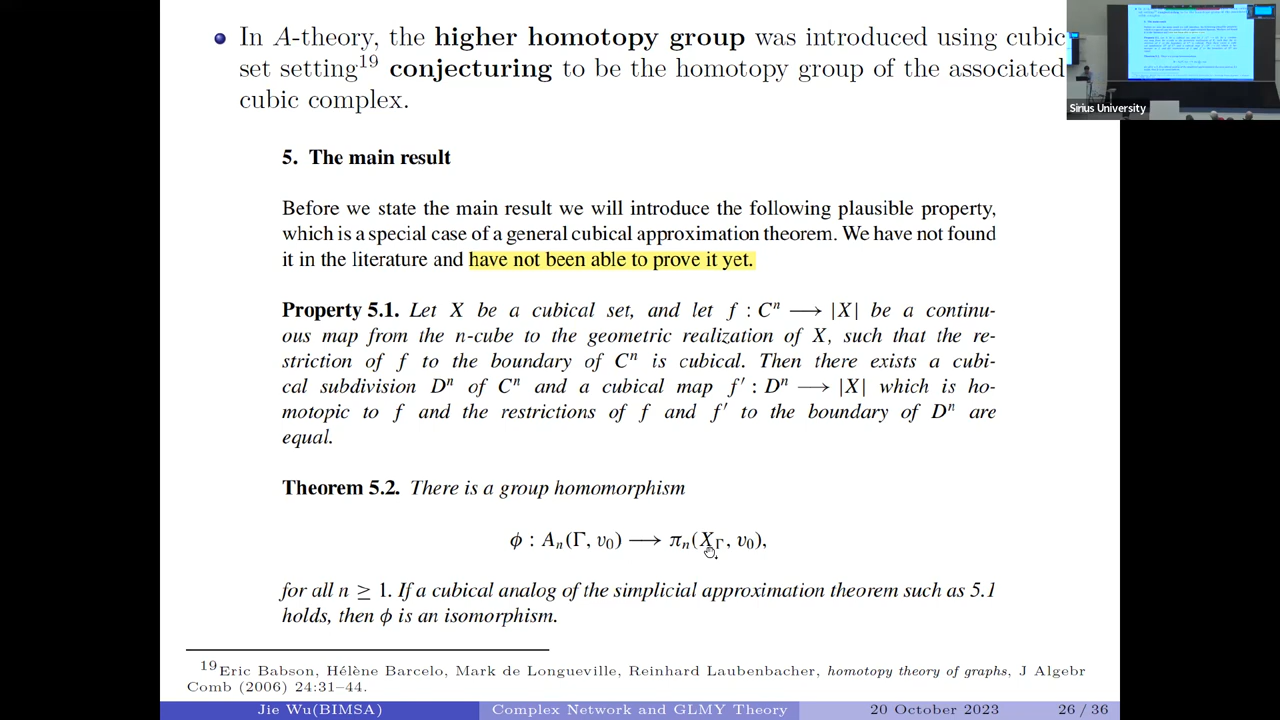 In A-theory, the higher homotopy group was introduced using cubic
set setting19 conjecturing to be the homotopy group of the associated
cubic complex.
Sirius University
5. The main result
Before we state the main result we will introduce the following plausible property,
which is a special case of a general cubical approximation theorem. We have not found
it in the literature and have not been able to prove it yet.
Property 5.1. Let X be a cubical set, and let f : Cⁿ ⟶ |X| be a continu-
ous map from the n-cube to the geometric realization of X, such that the re-
striction of f to the boundary of Cⁿ is cubical. Then there exists a cubi-
cal subdivision Dⁿ of Cⁿ and a cubical map f′ : Dⁿ ⟶ |X| which is ho-
motopic to f and the restrictions of f and f′ to the boundary of Dⁿ are
equal.
Theorem 5.2. There is a group homomorphism
ϕ : Aₙ(Γ, v₀) ⟶ πₙ(X_Γ, v₀),
for all n ≥ 1. If a cubical analog of the simplicial approximation theorem such as 5.1
holds, then ϕ is an isomorphism.
19Eric Babson, Hélène Barcelo, Mark de Longueville, Reinhard Laubenbacher, homotopy theory of graphs, J Algebr
Comb (2006) 24:31–44.
Jie Wu(BIMSA) Complex Network and GLMY Theory 20 October 2023 26 / 36